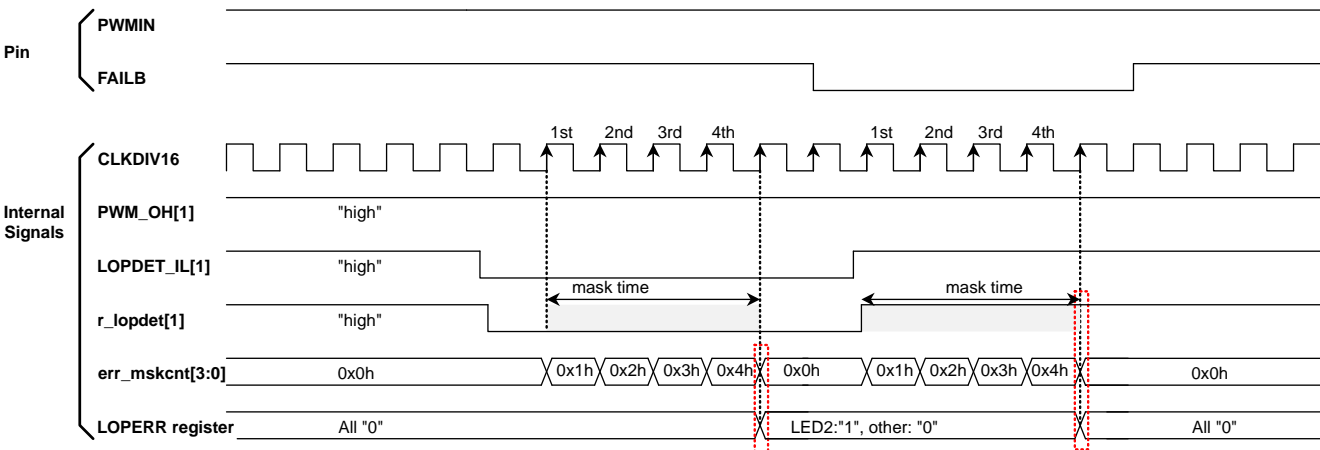 PWMIN
Pin
FAILB
1st 2nd 3rd 4th 1st 2nd 3rd 4th
CLKDIV16
Internal Signals
PWM_OH[1] "high"
LOPDET_IL[1] "high"
mask time mask time
r_lopdet[1] "high"
err_mskcnt[3:0] 0x0h 0x1h 0x2h 0x3h 0x4h 0x0h 0x1h 0x2h 0x3h 0x4h 0x0h
LOPERR register All "0" LED2:"1", other: "0" All "0"